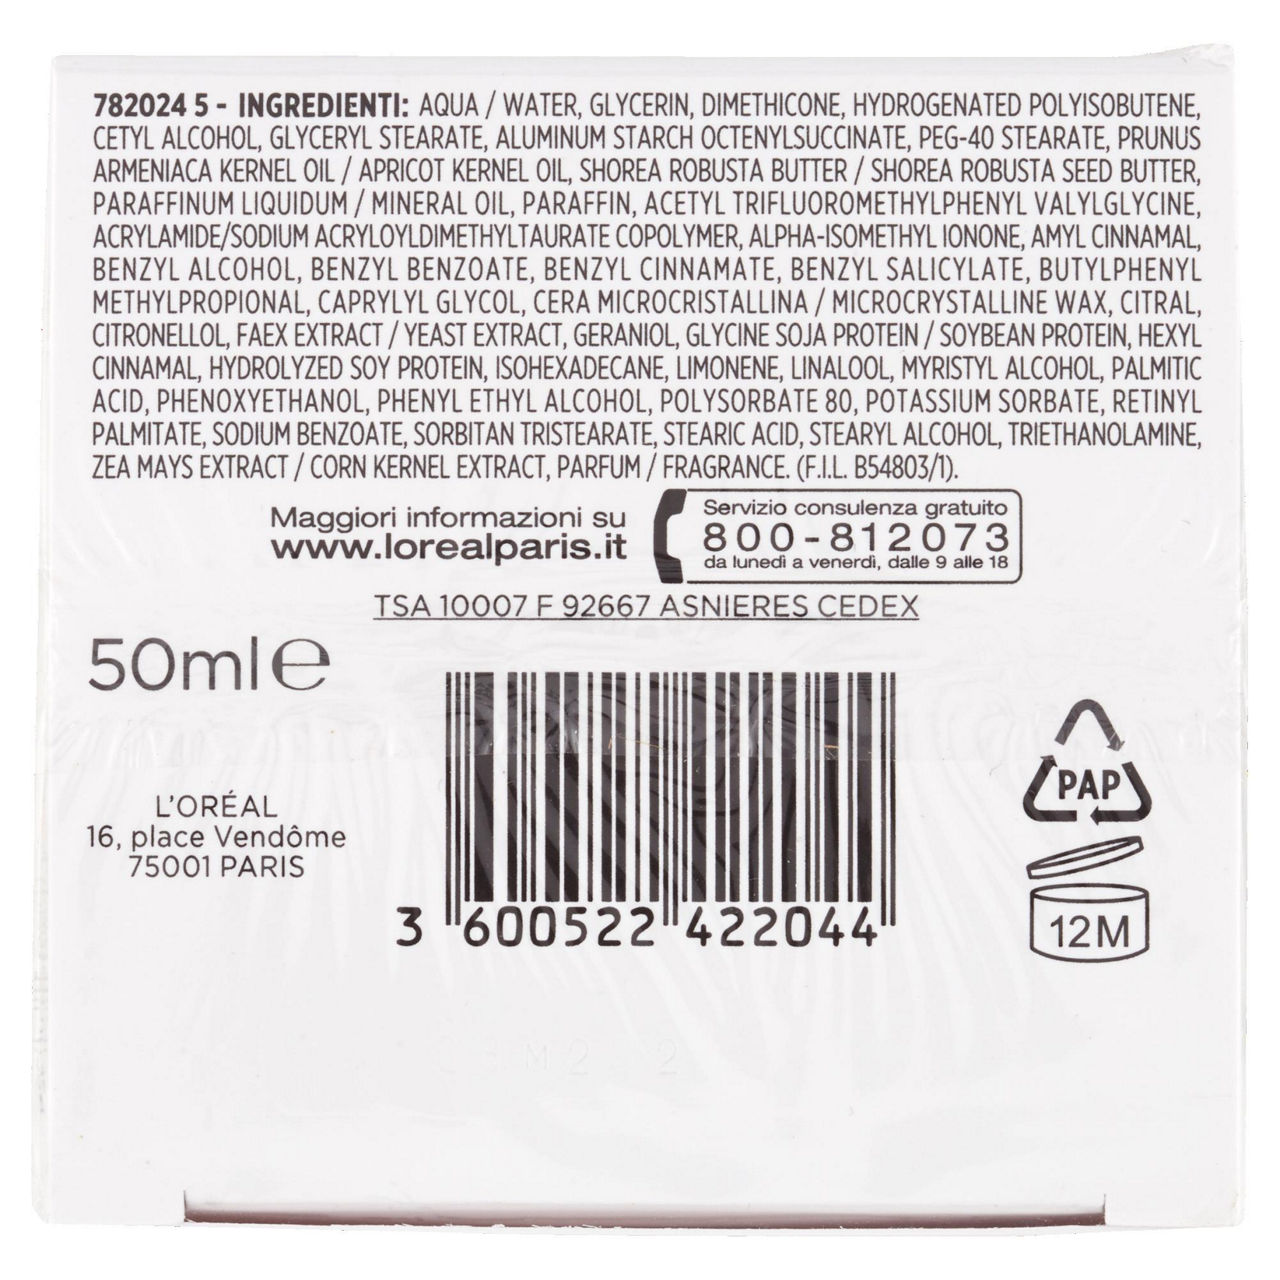 782024 5 - INGREDIENTI: AQUA / WATER, GLYCERIN, DIMETHICONE, HYDROGENATED POLYISOBUTENE,
CETYL ALCOHOL, GLYCERYL STEARATE, ALUMINUM STARCH OCTENYLSUCCINATE, PEG-40 STEARATE, PRUNUS
ARMENIACA KERNEL OIL / APRICOT KERNEL OIL, SHOREA ROBUSTA BUTTER / SHOREA ROBUSTA SEED BUTTER,
PARAFFINUM LIQUIDUM / MINERAL OIL, PARAFFIN, ACETYL TRIFLUOROMETHYLPHENYL VALYLGLYCINE,
ACRYLAMIDE/SODIUM ACRYLOYLDIMETHYLTAURATE COPOLYMER, ALPHA-ISOMETHYL IONONE, AMYL CINNAMAL,
BENZYL ALCOHOL, BENZYL BENZOATE, BENZYL CINNAMATE, BENZYL SALICYLATE, BUTYLPHENYL
METHYLPROPIONAL, CAPRYLYL GLYCOL, CERA MICROCRISTALLINA / MICROCRYSTALLINE WAX, CITRAL,
CITRONELLOL, FAEX EXTRACT / YEAST EXTRACT, GERANIOL, GLYCINE SOJA PROTEIN / SOYBEAN PROTEIN, HEXYL
CINNAMAL, HYDROLYZED SOY PROTEIN, ISOHEXADECANE, LIMONENE, LINALOOL, MYRISTYL ALCOHOL, PALMITIC
ACID, PHENOXYETHANOL, PHENYL ETHYL ALCOHOL, POLYSORBATE 80, POTASSIUM SORBATE, RETINYL
PALMITATE, SODIUM BENZOATE, SORBITAN TRISTEARATE, STEARIC ACID, STEARYL ALCOHOL, TRIETHANOLAMINE,
ZEA MAYS EXTRACT / CORN KERNEL EXTRACT, PARFUM / FRAGRANCE. (F.I.L. B54803/1).
Maggiori informazioni su
www.lorealparis.it
Servizio consulenza gratuito
800-812073
da lunedì a venerdì, dalle 9 alle 18
TSA 10007 F 92667 ASNIERES CEDEX
50ml e
L'ORÉAL
16, place Vendôme
75001 PARIS
3 600522 422044
PAP
12M